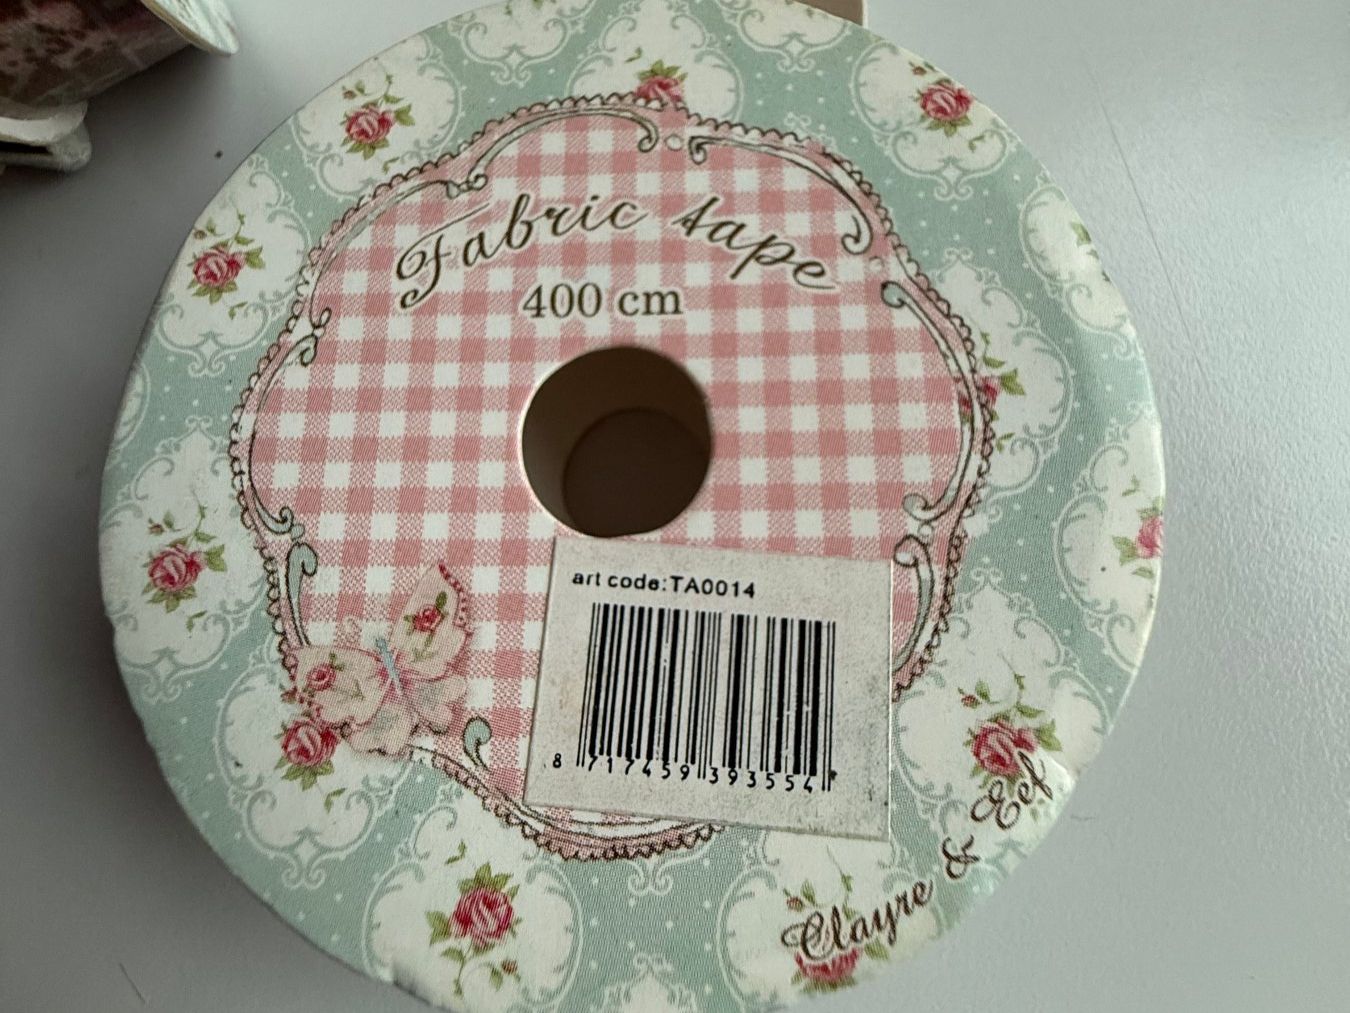 Fabric tape
400 cm
art code:TA0014
8 717459 393554
Clayre & Eef